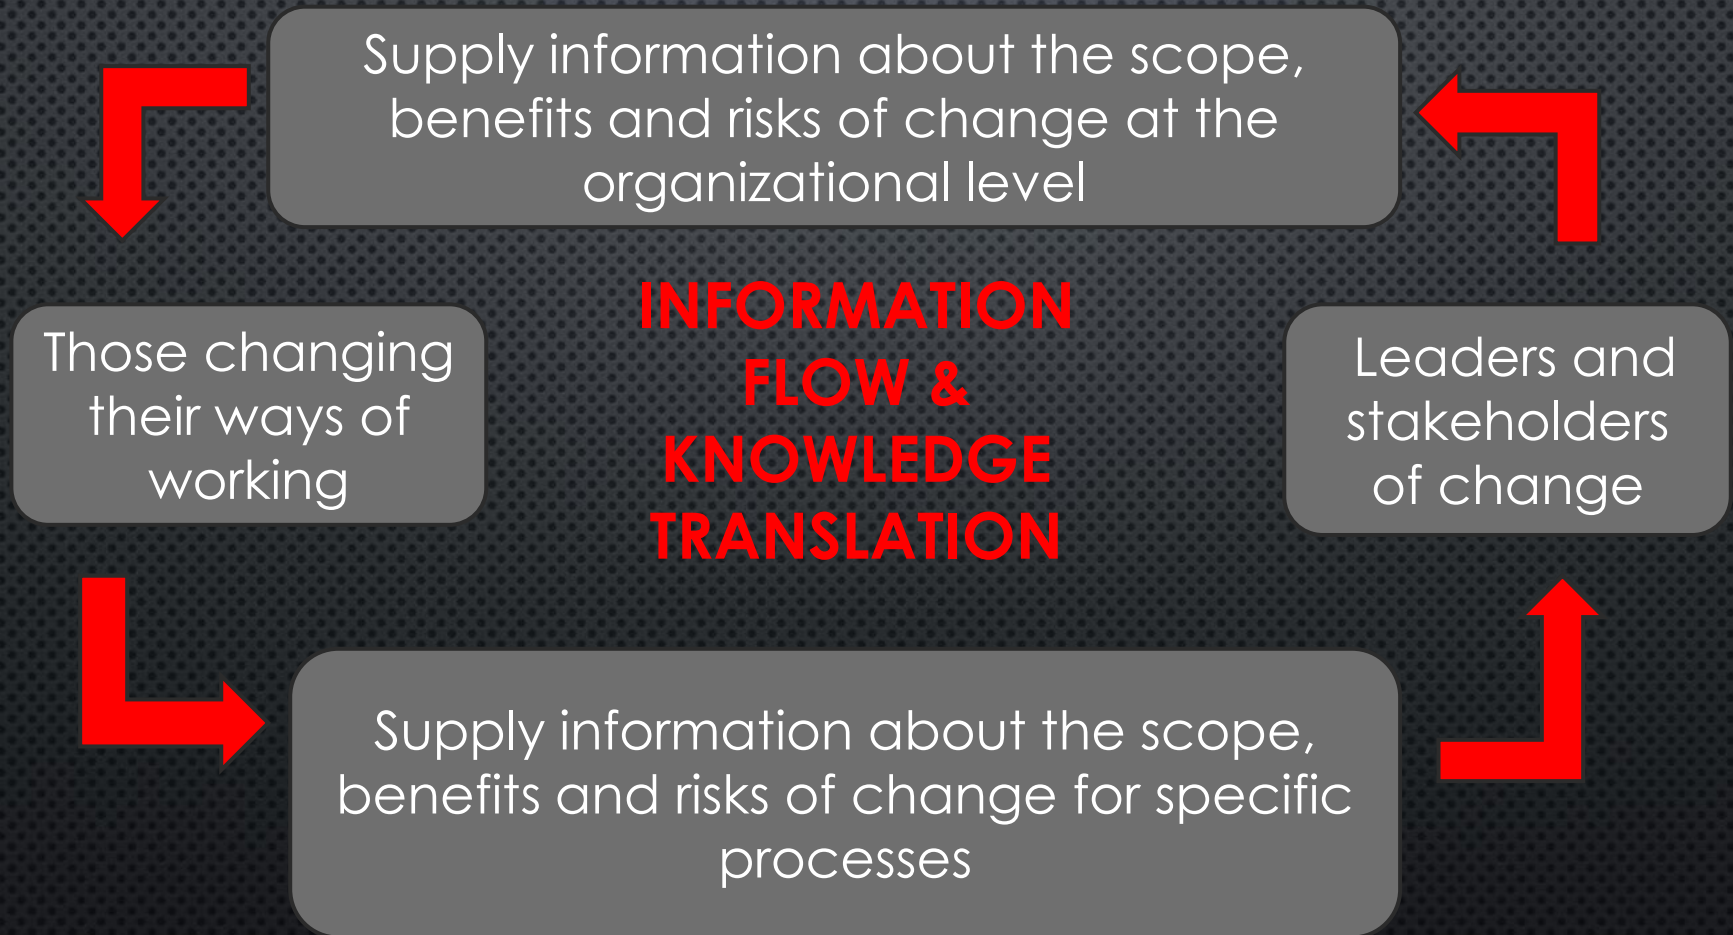 Supply information about the scope,
benefits and risks of change at the
organizational level
INFORMATION
FLOW &
KNOWLEDGE
TRANSLATION
Those changing
their ways of
working
Leaders and
stakeholders
of change
Supply information about the scope,
benefits and risks of change for specific
processes